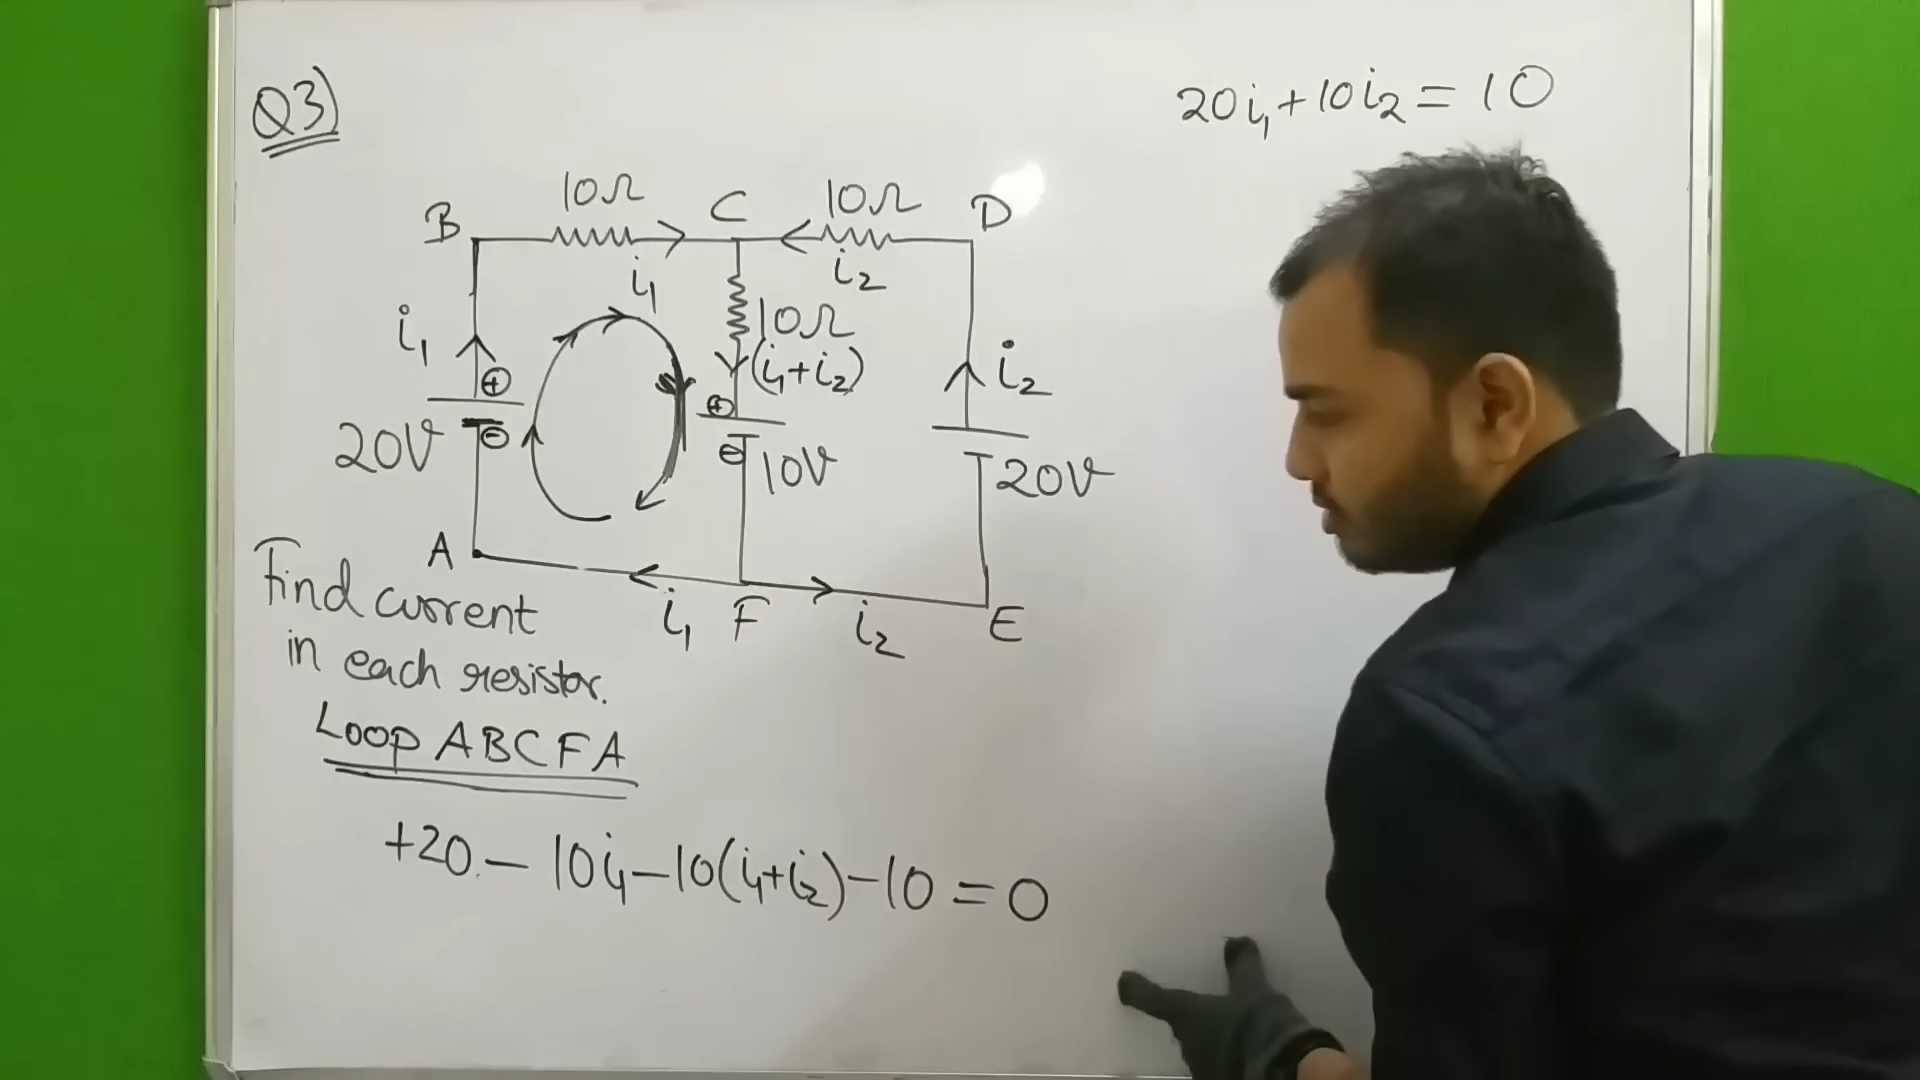 Q3)
20i₁+10i₂=10
10Ω
10Ω
B
C
D
i₁
i₂
10Ω
i₁
(i₁+i₂)
i₂
⊕
⊕
20V
⊖
⊖
10V
20V
A
i₁
F
i₂
E
Find current
in each resistor.
Loop ABCFA
+20-10i₁-10(i₁+i₂)-10=0